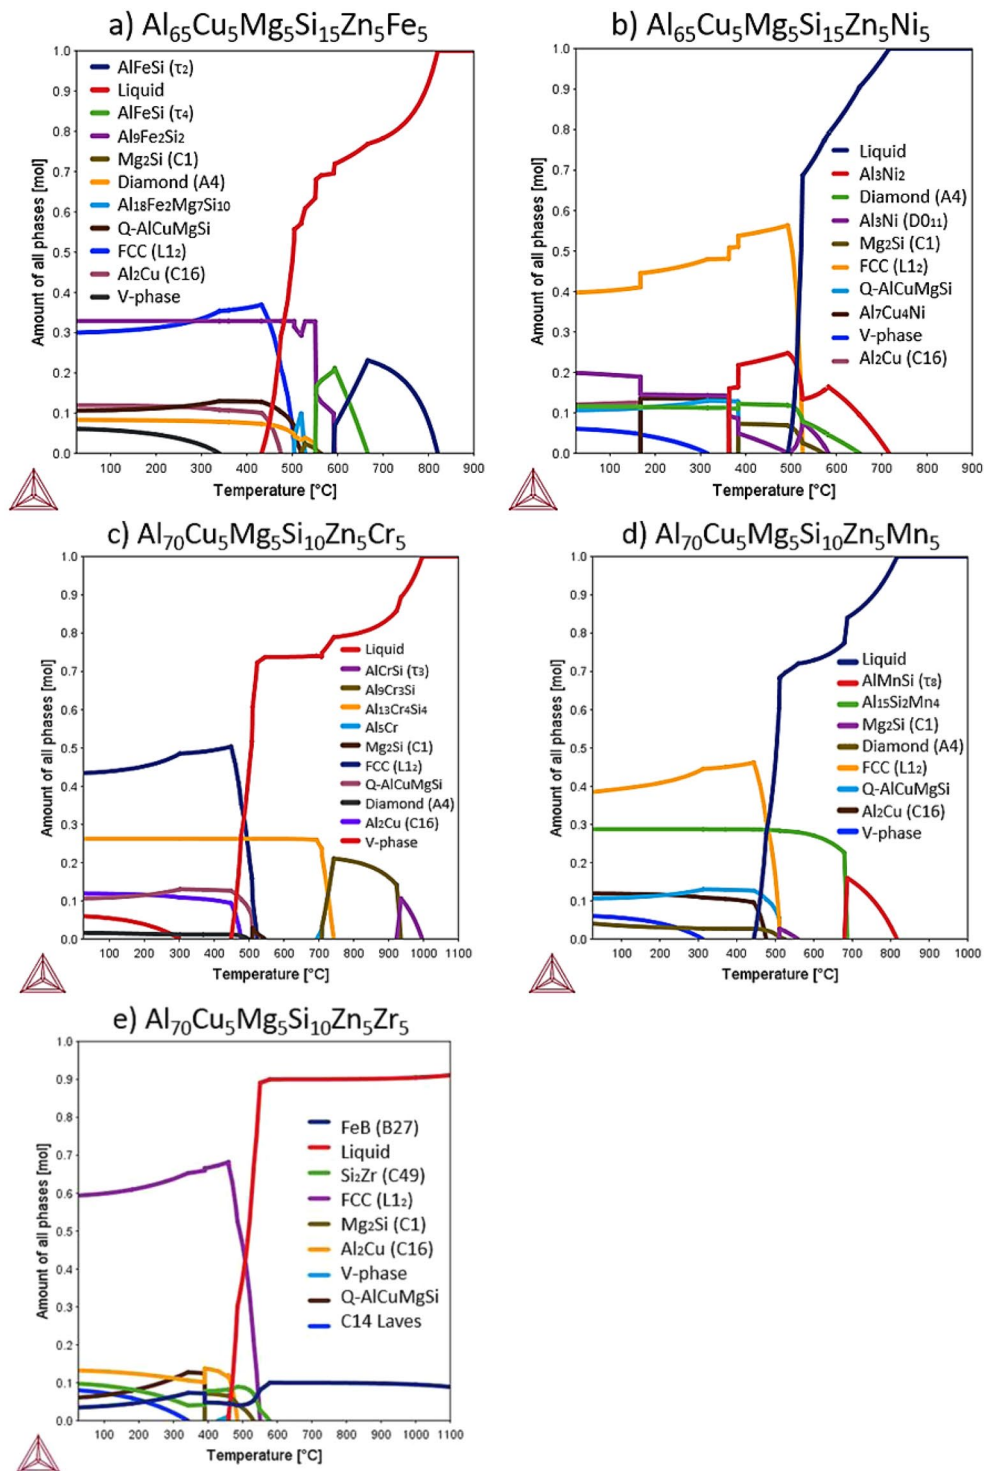 a) Al₆₅Cu₅Mg₅Si₁₅Zn₅Fe₅
Amount of all phases [mol]
1.0
0.9
0.8
0.7
0.6
0.5
0.4
0.3
0.2
0.1
0.0
AlFeSi (τ₂)
Liquid
AlFeSi (τ₄)
Al₉Fe₂Si₂
Mg₂Si (C1)
Diamond (A4)
Al₁₈Fe₂Mg₇Si₁₀
Q-AlCuMgSi
FCC (L1₂)
Al₂Cu (C16)
V-phase
100 200 300 400 500 600 700 800 900
Temperature [°C]
b) Al₆₅Cu₅Mg₅Si₁₅Zn₅Ni₅
Amount of all phases [mol]
1.0
0.9
0.8
0.7
0.6
0.5
0.4
0.3
0.2
0.1
0.0
Liquid
Al₃Ni₂
Diamond (A4)
Al₃Ni (D0₁₁)
Mg₂Si (C1)
FCC (L1₂)
Q-AlCuMgSi
Al₇Cu₄Ni
V-phase
Al₂Cu (C16)
100 200 300 400 500 600 700 800 900
Temperature [°C]
c) Al₇₀Cu₅Mg₅Si₁₀Zn₅Cr₅
Amount of all phases [mol]
1.0
0.9
0.8
0.7
0.6
0.5
0.4
0.3
0.2
0.1
0.0
Liquid
AlCrSi (τ₃)
Al₉Cr₃Si
Al₁₃Cr₄Si₄
Al₅Cr
Mg₂Si (C1)
FCC (L1₂)
Q-AlCuMgSi
Diamond (A4)
Al₂Cu (C16)
V-phase
100 200 300 400 500 600 700 800 900 1000 1100
Temperature [°C]
d) Al₇₀Cu₅Mg₅Si₁₀Zn₅Mn₅
Amount of all phases [mol]
1.0
0.9
0.8
0.7
0.6
0.5
0.4
0.3
0.2
0.1
0.0
Liquid
AlMnSi (τ₈)
Al₁₅Si₂Mn₄
Mg₂Si (C1)
Diamond (A4)
FCC (L1₂)
Q-AlCuMgSi
Al₂Cu (C16)
V-phase
100 200 300 400 500 600 700 800 900 1000
Temperature [°C]
e) Al₇₀Cu₅Mg₅Si₁₀Zn₅Zr₅
Amount of all phases [mol]
1.0
0.9
0.8
0.7
0.6
0.5
0.4
0.3
0.2
0.1
0.0
FeB (B27)
Liquid
Si₂Zr (C49)
FCC (L1₂)
Mg₂Si (C1)
Al₂Cu (C16)
V-phase
Q-AlCuMgSi
C14 Laves
100 200 300 400 500 600 700 800 900 1000 1100
Temperature [°C]